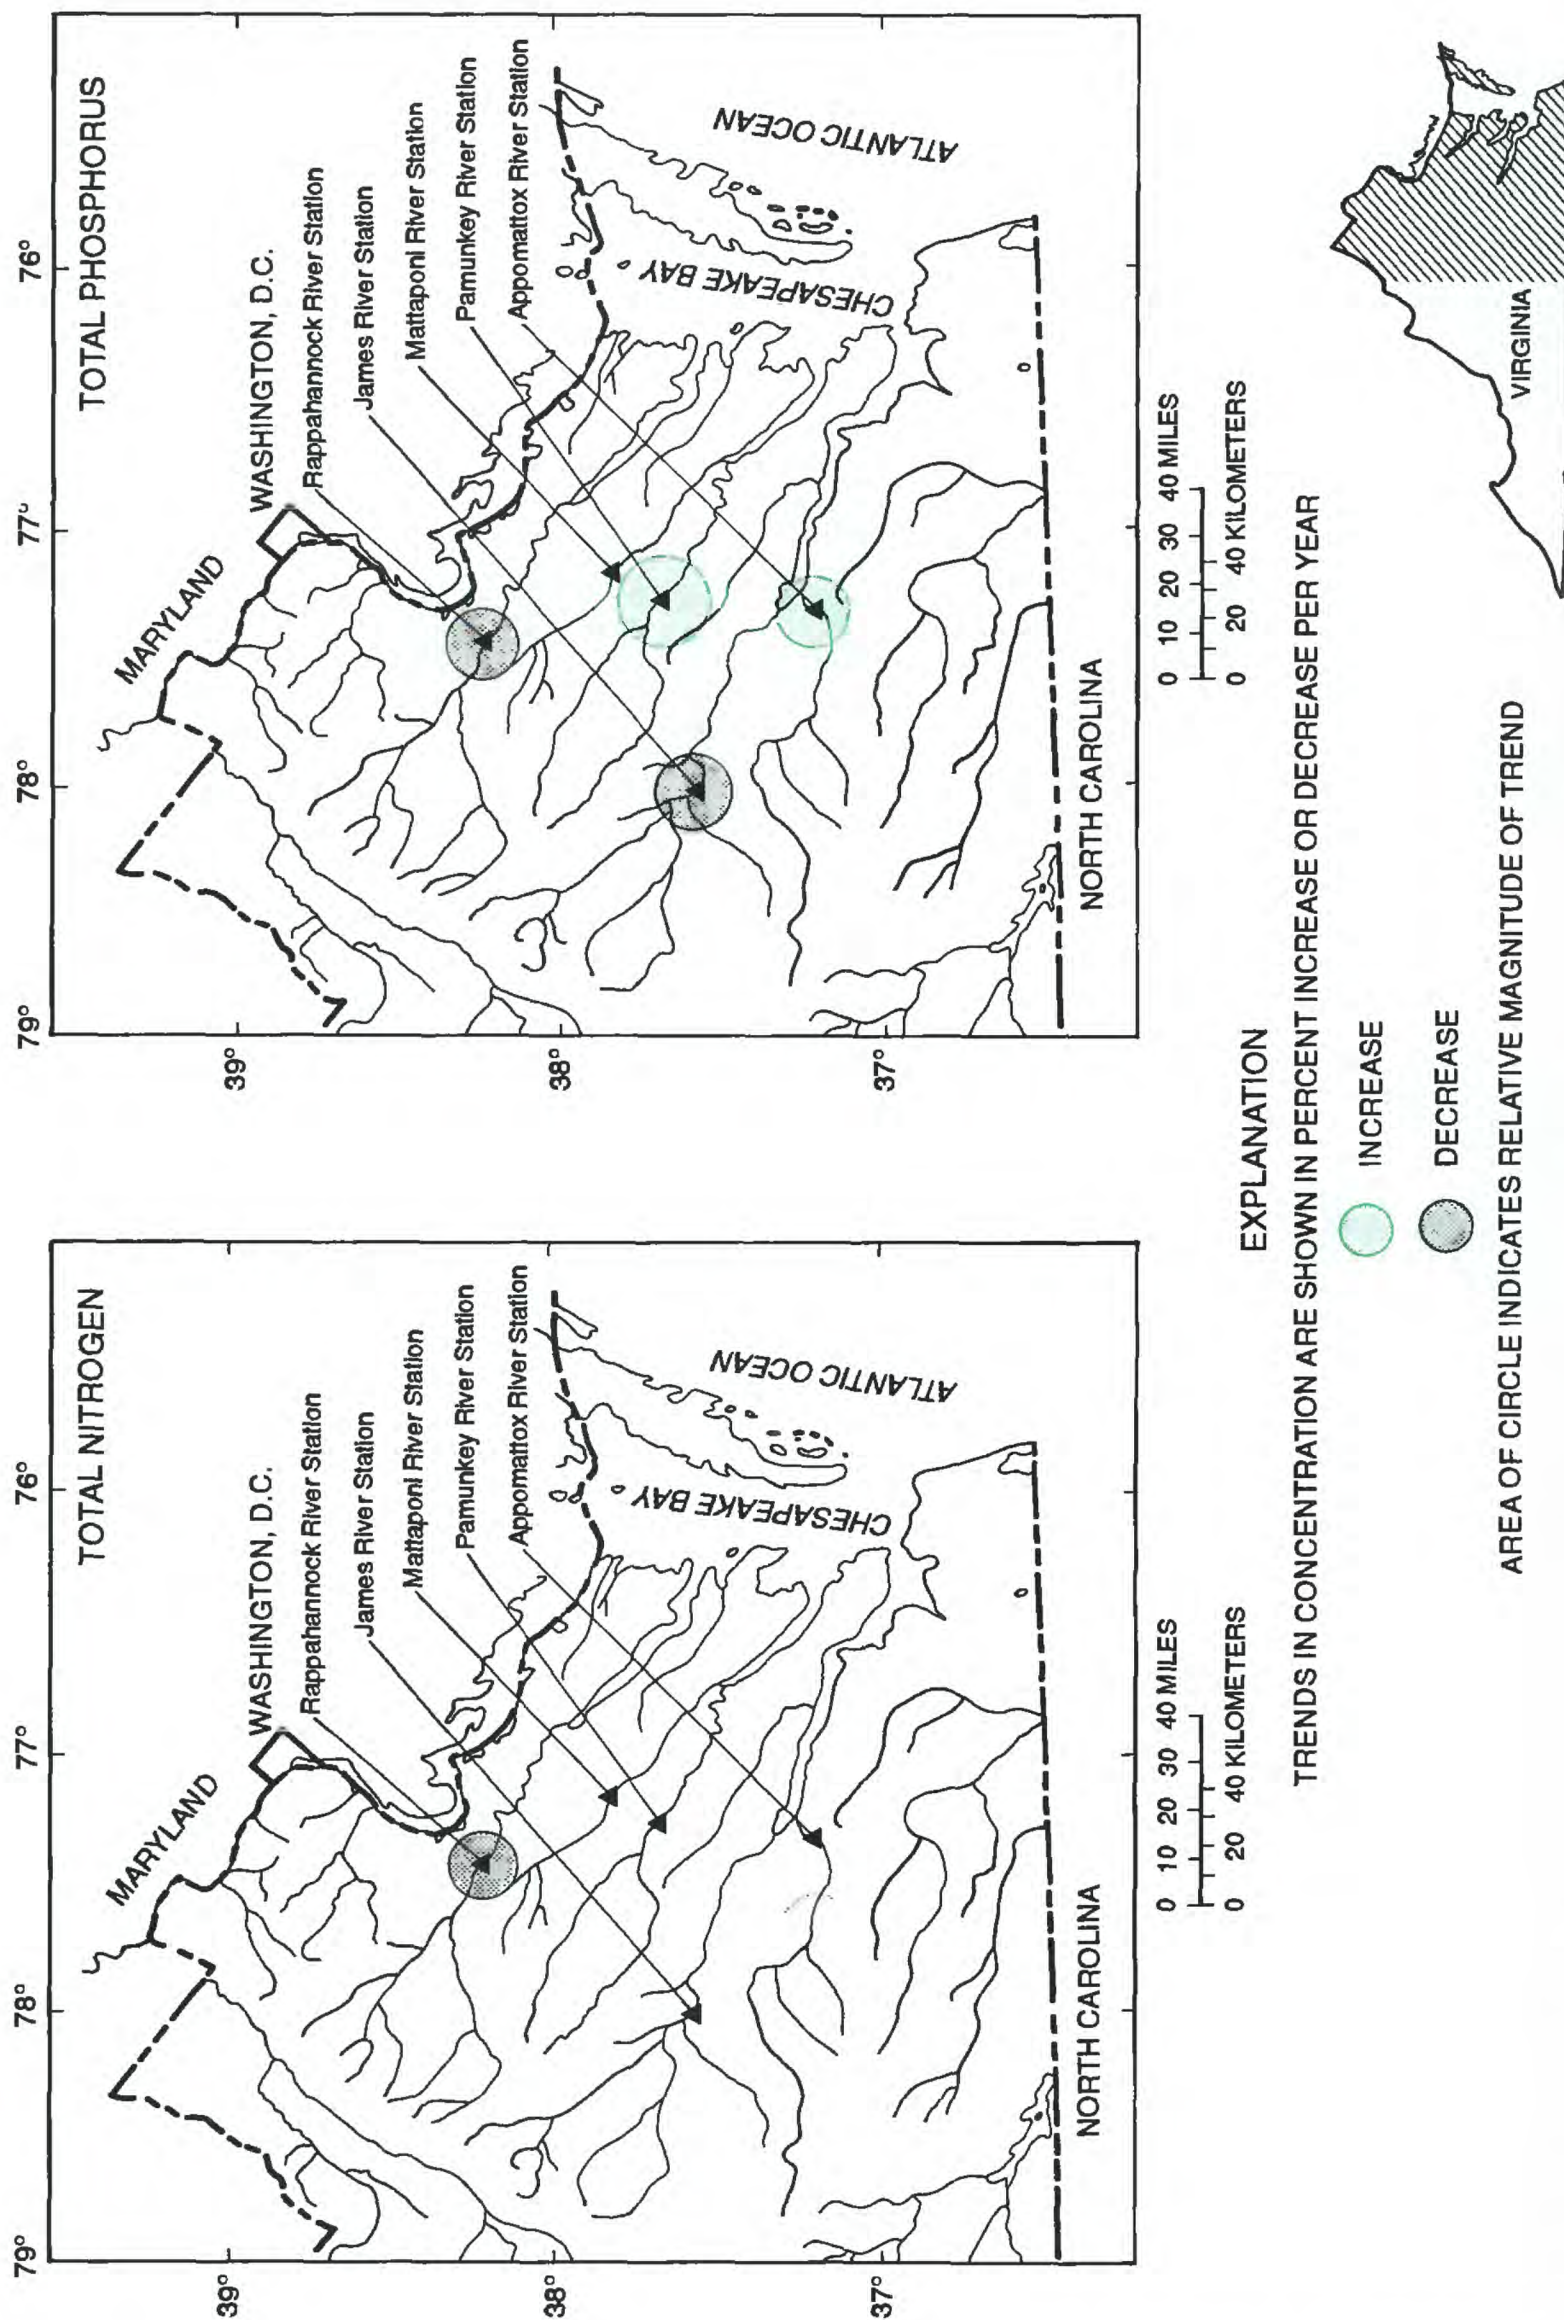 TOTAL NITROGEN
79°
78°
77°
76°
39°
38°
37°
MARYLAND
WASHINGTON, D.C.
Rappahannock River Station
James River Station
Mattaponi River Station
Pamunkey River Station
Appomattox River Station
CHESAPEAKE BAY
ATLANTIC OCEAN
NORTH CAROLINA
0 10 20 30 40 MILES
0 20 40 KILOMETERS
TOTAL PHOSPHORUS
79°
78°
77°
76°
39°
38°
37°
MARYLAND
WASHINGTON, D.C.
Rappahannock River Station
James River Station
Mattaponi River Station
Pamunkey River Station
Appomattox River Station
CHESAPEAKE BAY
ATLANTIC OCEAN
NORTH CAROLINA
0 10 20 30 40 MILES
0 20 40 KILOMETERS
EXPLANATION
TRENDS IN CONCENTRATION ARE SHOWN IN PERCENT INCREASE OR DECREASE PER YEAR
INCREASE
DECREASE
AREA OF CIRCLE INDICATES RELATIVE MAGNITUDE OF TREND
VIRGINIA